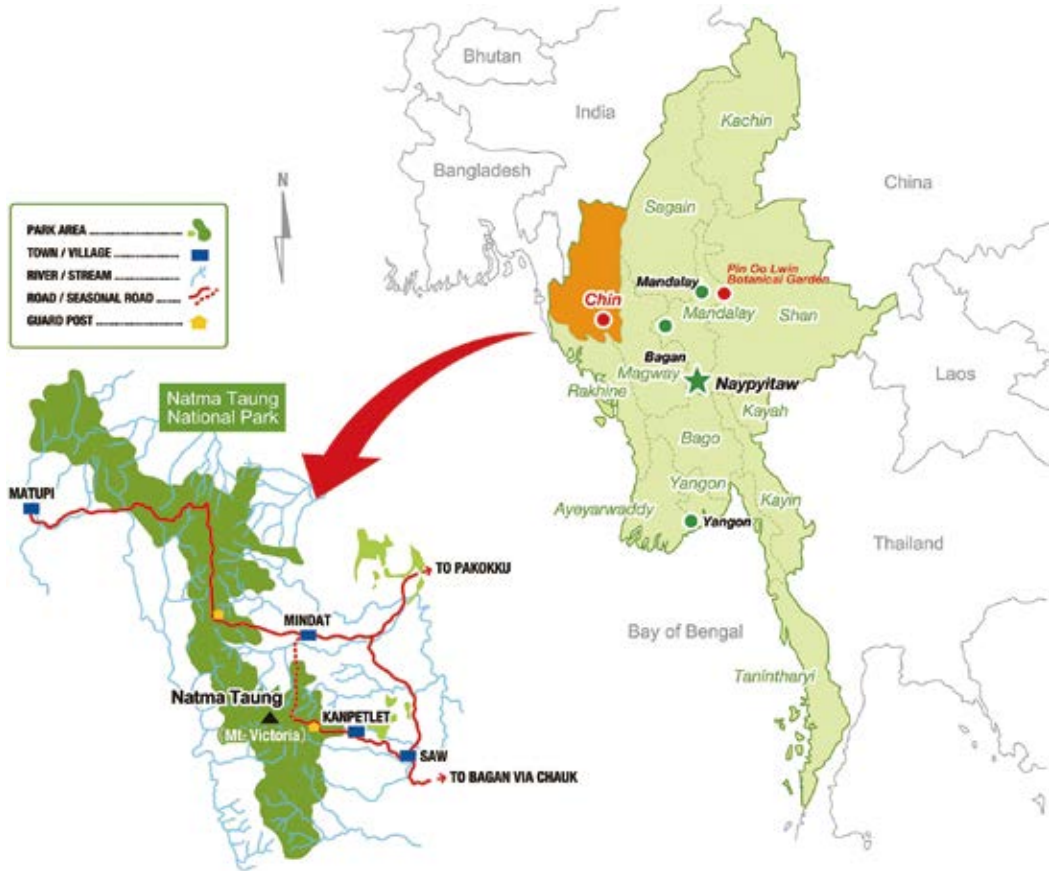 Bhutan
India
Bangladesh
China
Kachin
Sagain
N
PARK AREA
TOWN / VILLAGE
RIVER / STREAM
ROAD / SEASONAL ROAD
GUARD POST
Chin
Mandalay
Pin Oo Lwin
Botanical Garden
Mandalay
Shan
Bagan
Magway
Naypyitaw
Rakhine
Kayah
Laos
Bago
Yangon
Ayeyarwaddy
Kayin
Yangon
Thailand
Bay of Bengal
Tanintharyi
Natma Taung
National Park
MATUPI
TO PAKOKKU
MINDAT
Natma Taung
(Mt- Victoria)
KANPETLET
SAW
TO BAGAN VIA CHAUK